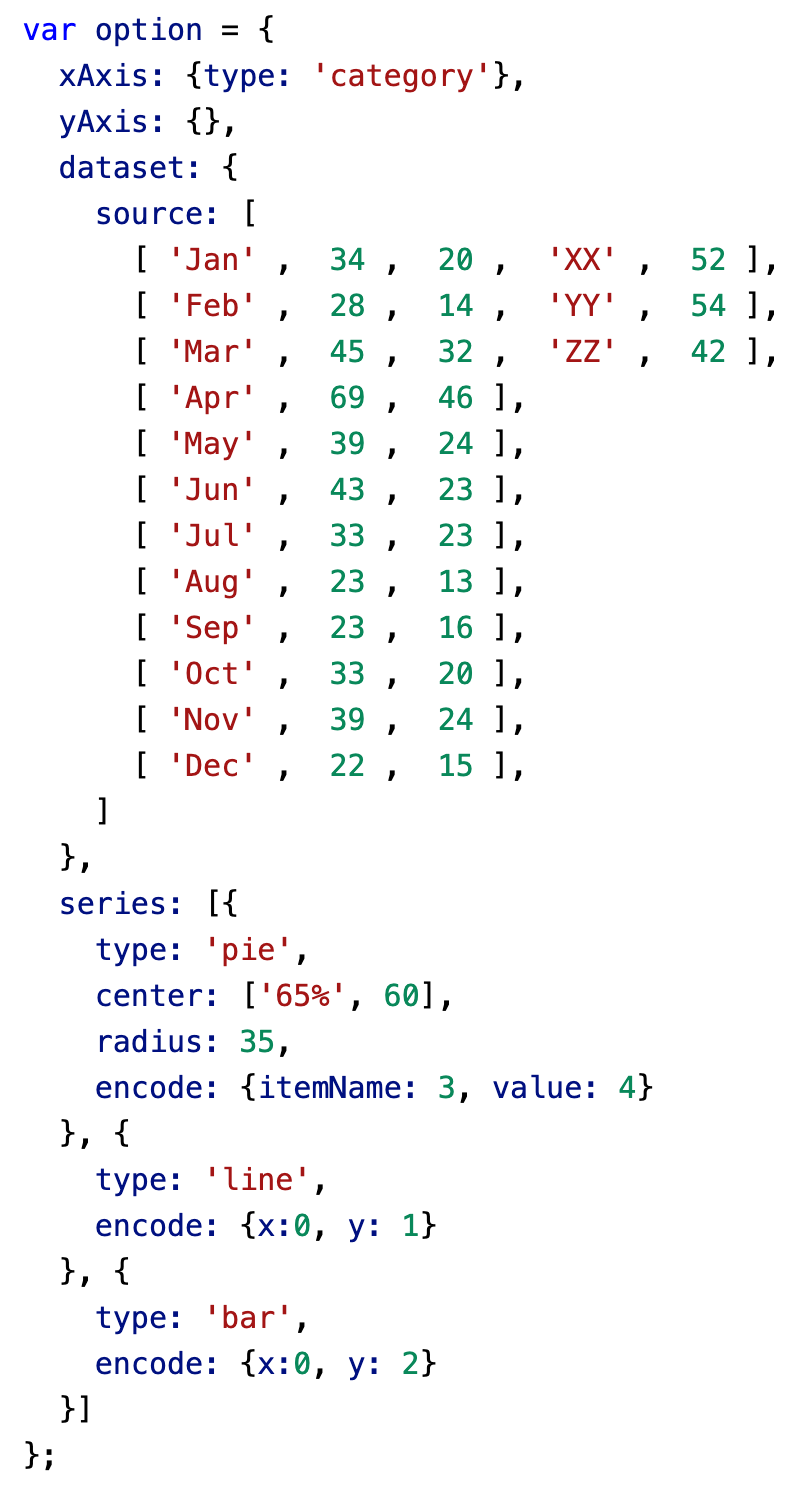 var option = {
  xAxis: {type: 'category'},
  yAxis: {},
  dataset: {
    source: [
      [ 'Jan' ,  34 ,  20 ,  'XX' ,  52 ],
      [ 'Feb' ,  28 ,  14 ,  'YY' ,  54 ],
      [ 'Mar' ,  45 ,  32 ,  'ZZ' ,  42 ],
      [ 'Apr' ,  69 ,  46 ],
      [ 'May' ,  39 ,  24 ],
      [ 'Jun' ,  43 ,  23 ],
      [ 'Jul' ,  33 ,  23 ],
      [ 'Aug' ,  23 ,  13 ],
      [ 'Sep' ,  23 ,  16 ],
      [ 'Oct' ,  33 ,  20 ],
      [ 'Nov' ,  39 ,  24 ],
      [ 'Dec' ,  22 ,  15 ],
    ]
  },
  series: [{
    type: 'pie',
    center: ['65%', 60],
    radius: 35,
    encode: {itemName: 3, value: 4}
  }, {
    type: 'line',
    encode: {x:0, y: 1}
  }, {
    type: 'bar',
    encode: {x:0, y: 2}
  }]
};